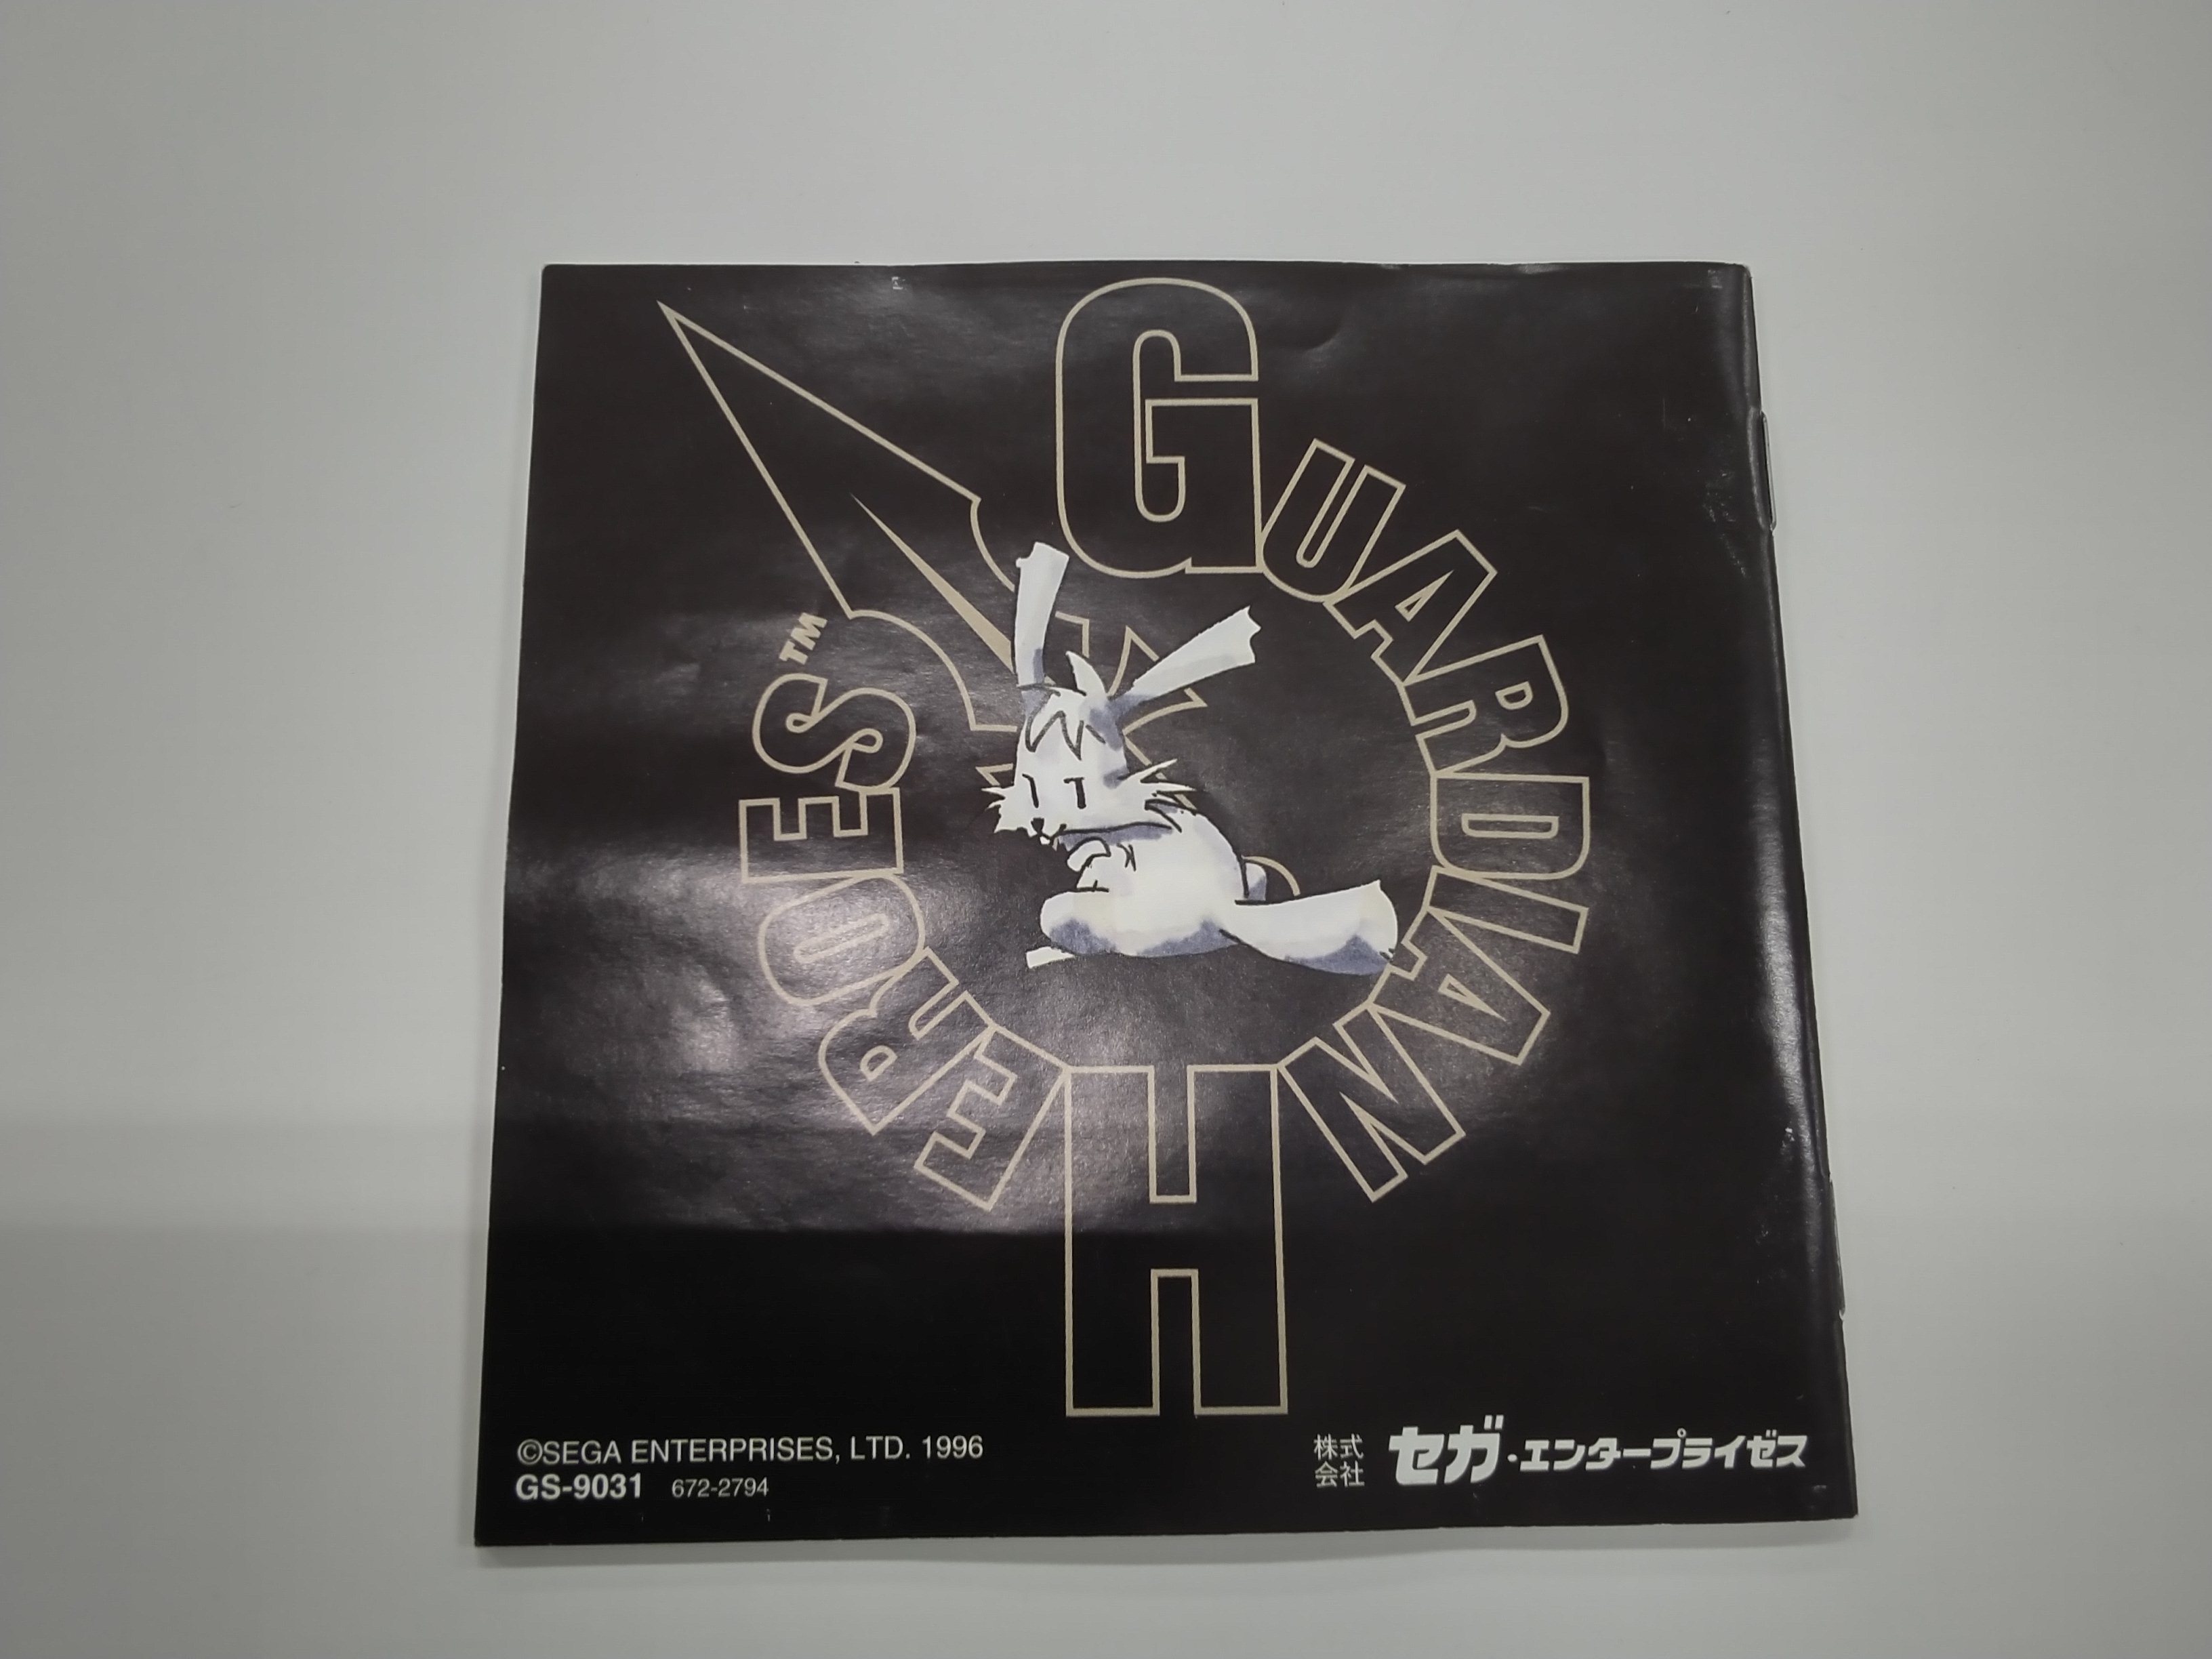 GUARDIAN
HEROES™
©SEGA ENTERPRISES, LTD. 1996
GS-9031 672-2794
株式会社 セガ・エンタープライゼス